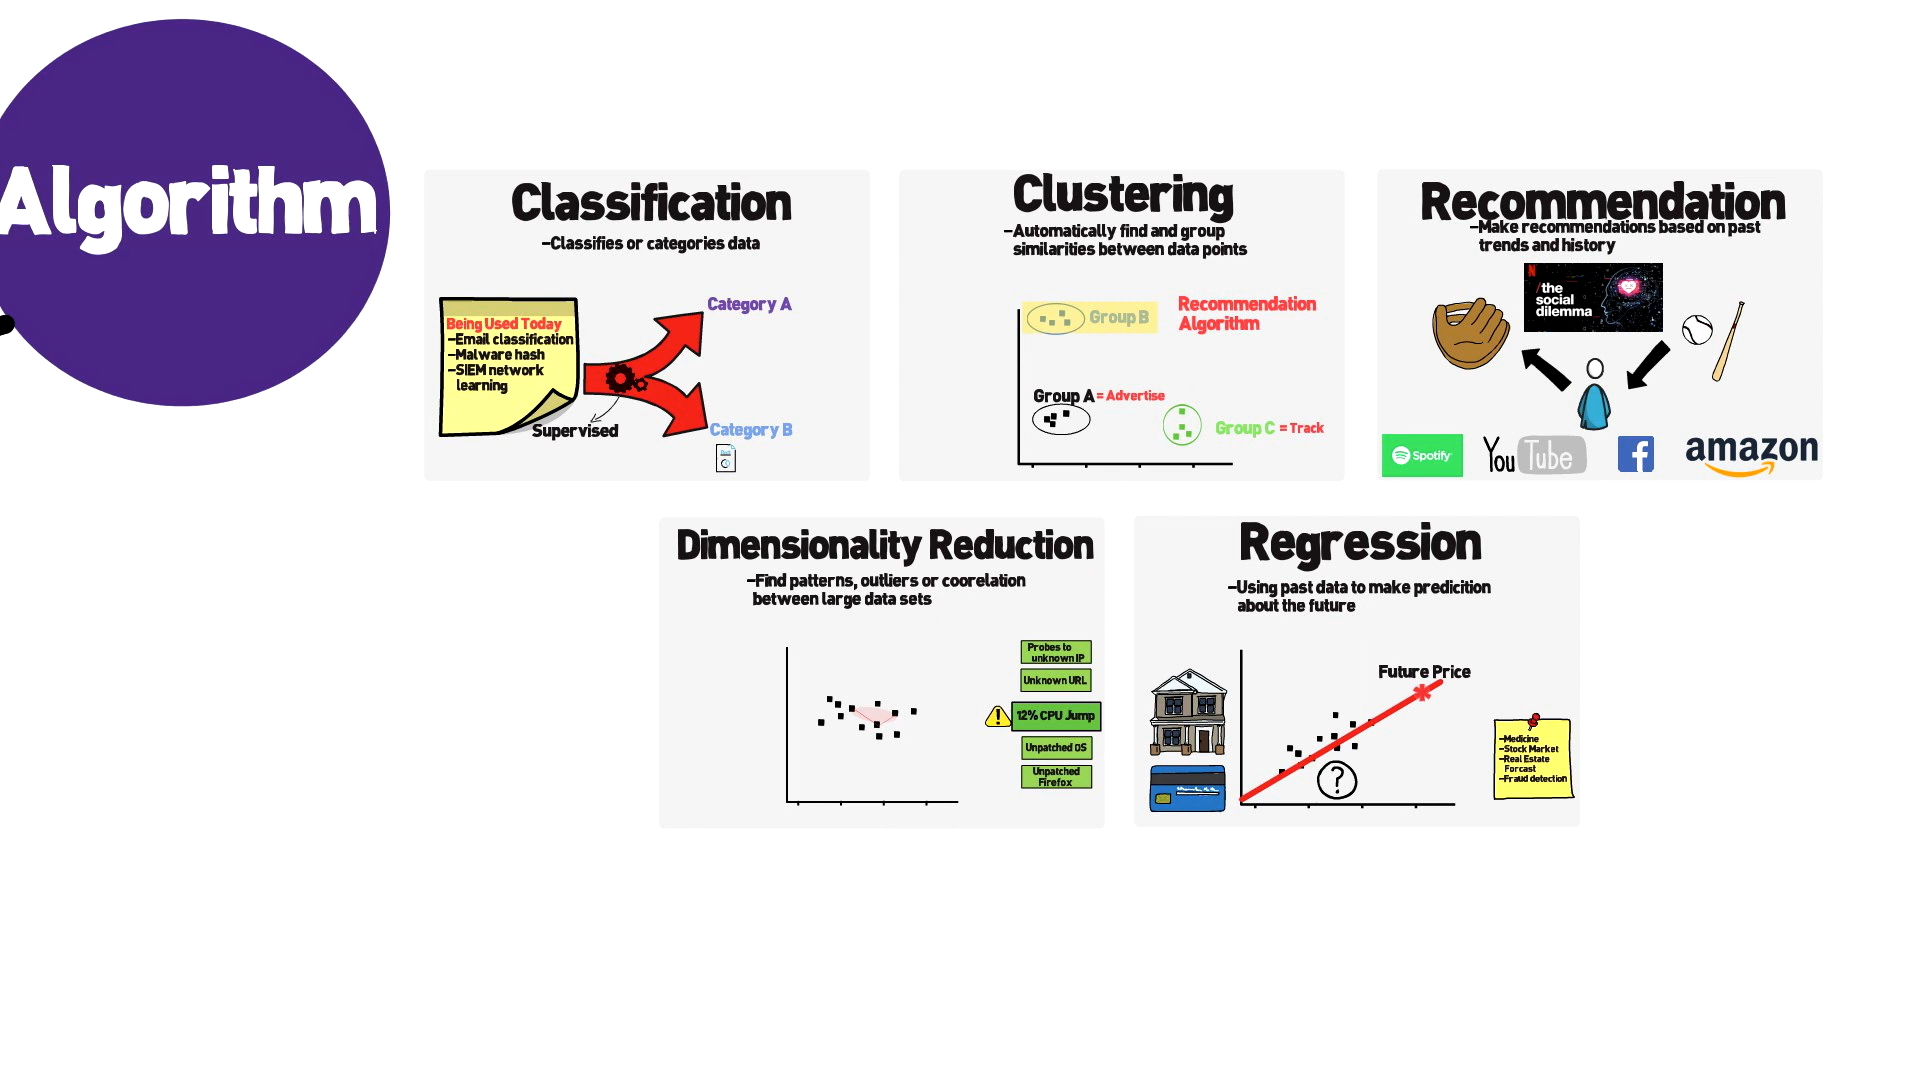 Algorithm
Classification
-Classifies or categories data
Being Used Today
-Email classification
-Malware hash
-SIEM network
learning
Supervised
Category A
Category B
Clustering
-Automatically find and group
similarities between data points
Group B
Recommendation
Algorithm
Group A = Advertise
Group C = Track
Recommendation
-Make recommendations based on past
trends and history
N
/the
social
dilemma
Spotify
YouTube
f
amazon
Dimensionality Reduction
-Find patterns, outliers or coorelation
between large data sets
Probes to
unknown IP
Unknown URL
! 12% CPU Jump
Unpatched OS
Unpatched
Firefox
Regression
-Using past data to make predicition
about the future
Future Price
?
-Medicine
-Stock Market
-Real Estate
Forcast
-Fraud detection